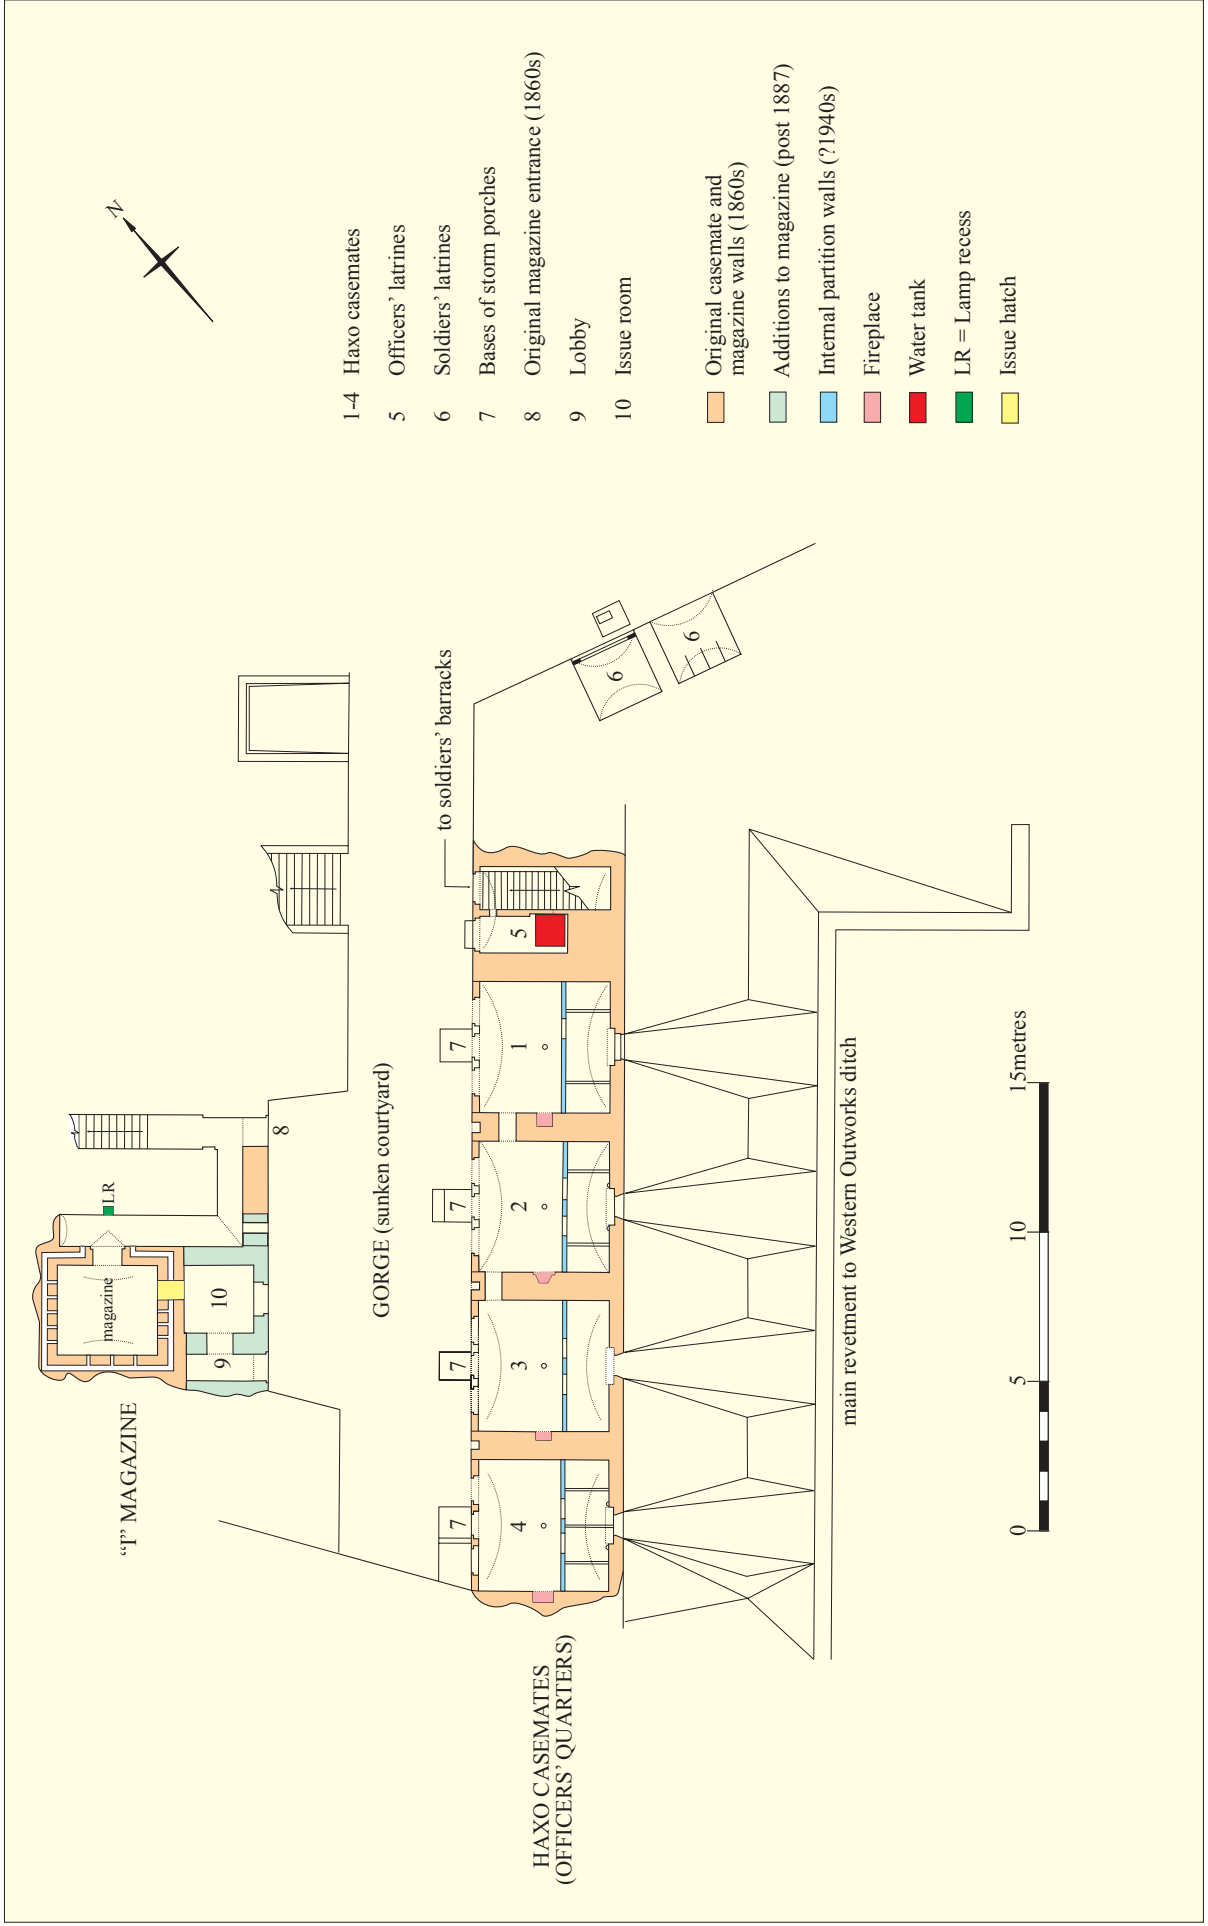 "I" MAGAZINE
magazine
LR
10
9
8
GORGE (sunken courtyard)
to soldiers' barracks
7
7
7
7
4
3
2
1
5
6
6
HAXO CASEMATES
(OFFICERS' QUARTERS)
main revetment to Western Outworks ditch
0
5
10
15metres
N
1-4 Haxo casemates
5 Officers' latrines
6 Soldiers' latrines
7 Bases of storm porches
8 Original magazine entrance (1860s)
9 Lobby
10 Issue room
Original casemate and
magazine walls (1860s)
Additions to magazine (post 1887)
Internal partition walls (?1940s)
Fireplace
Water tank
LR = Lamp recess
Issue hatch